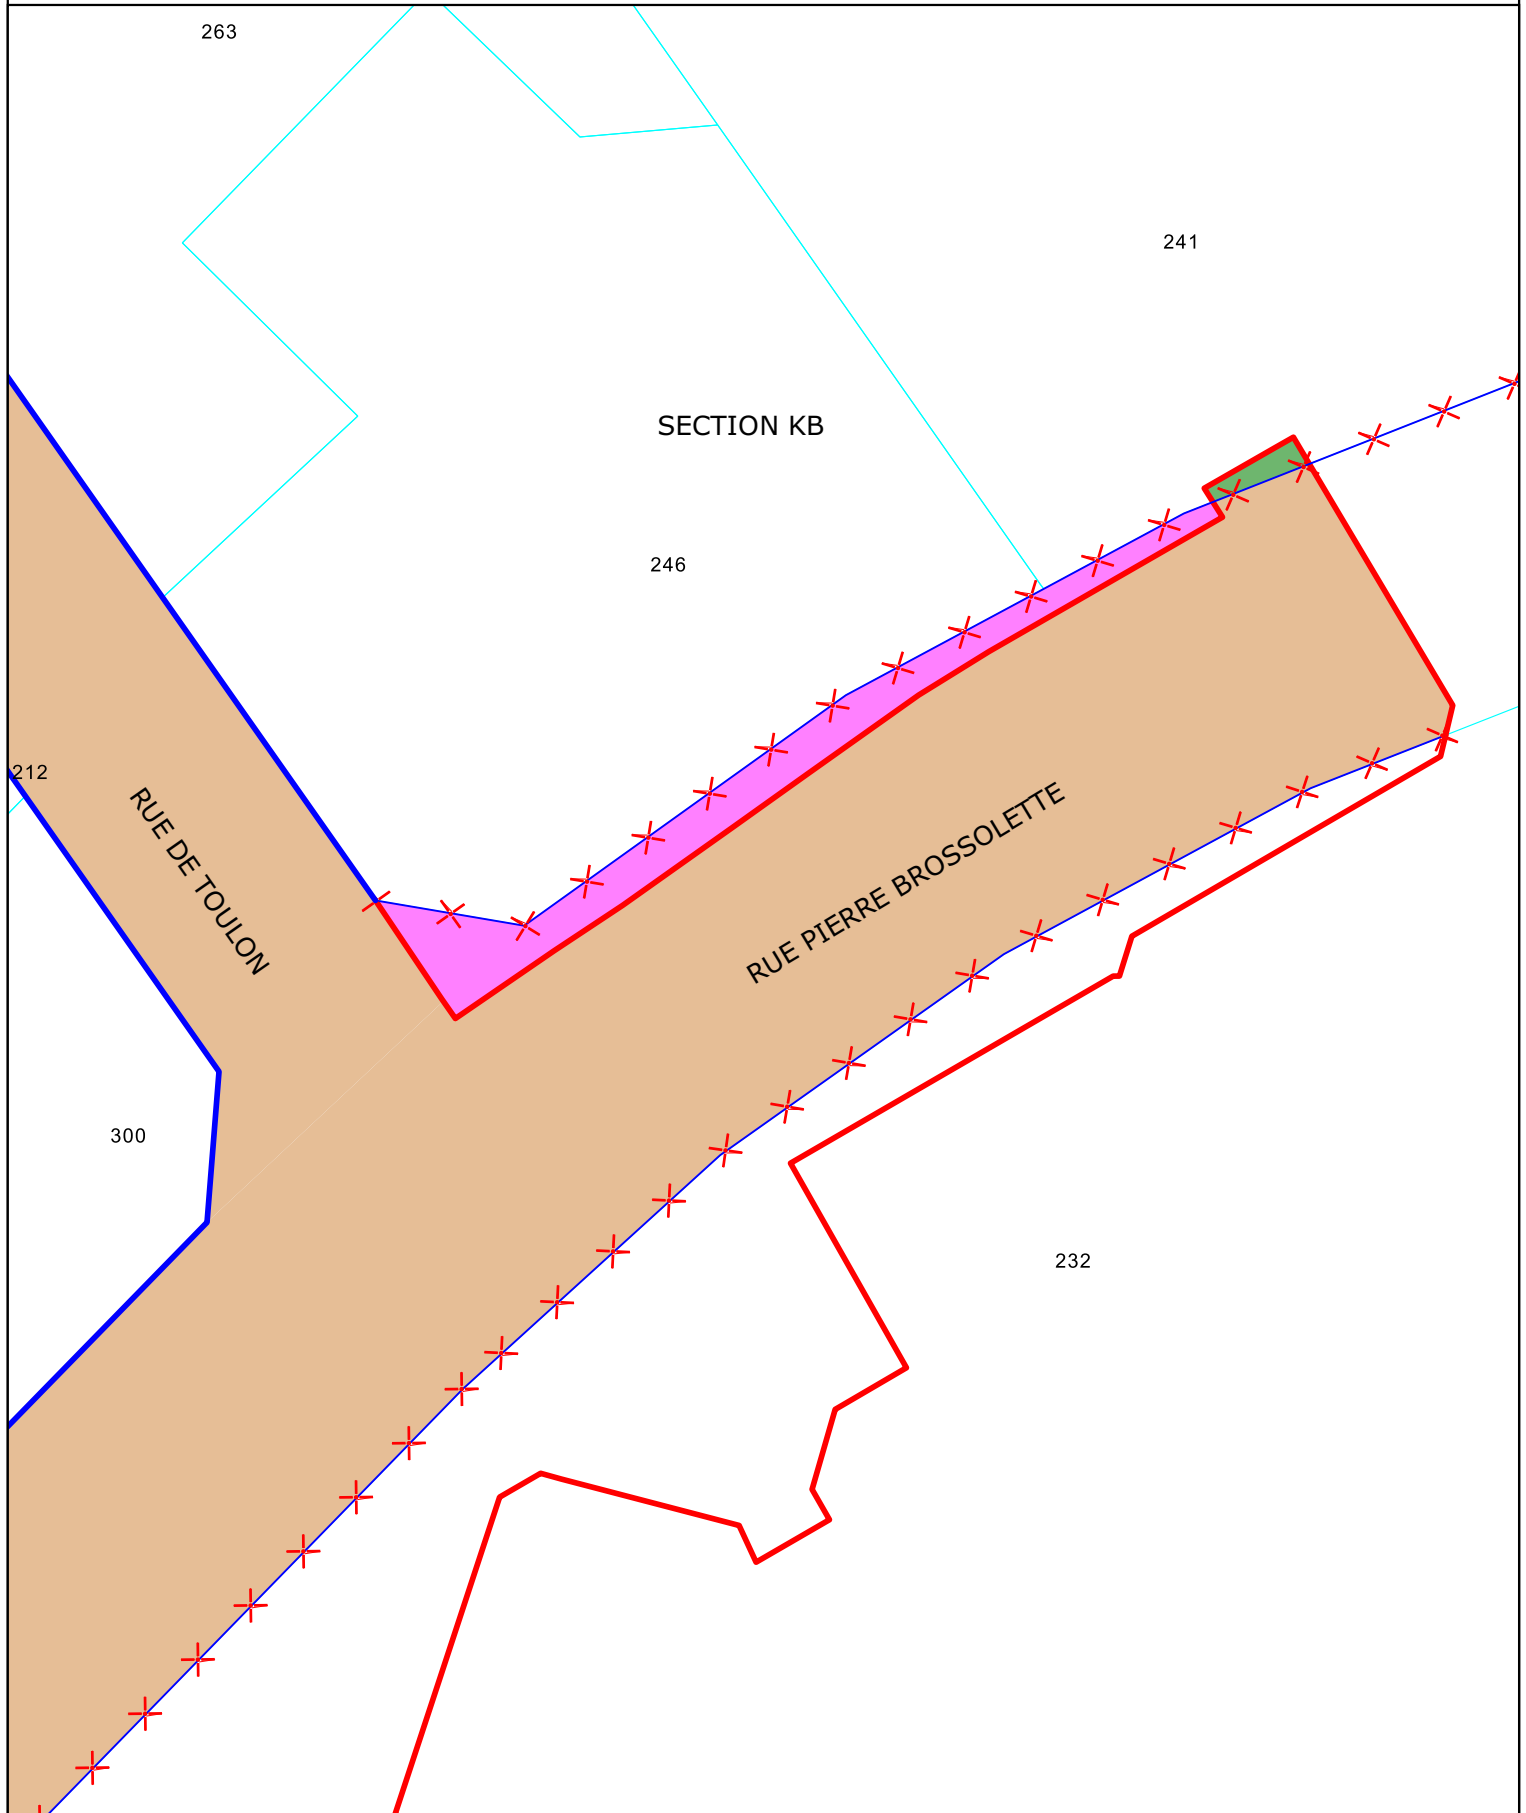 263
241
SECTION KB
246
212
RUE DE TOULON
RUE PIERRE BROSSOLETTE
300
232